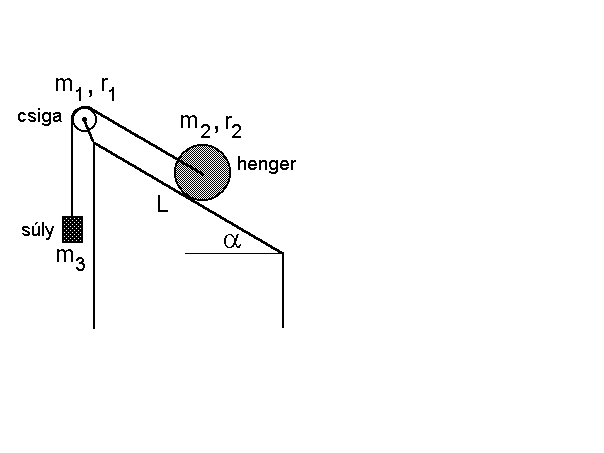 m₁, r₁
csiga
m₂, r₂
henger
L
súly
α
m₃